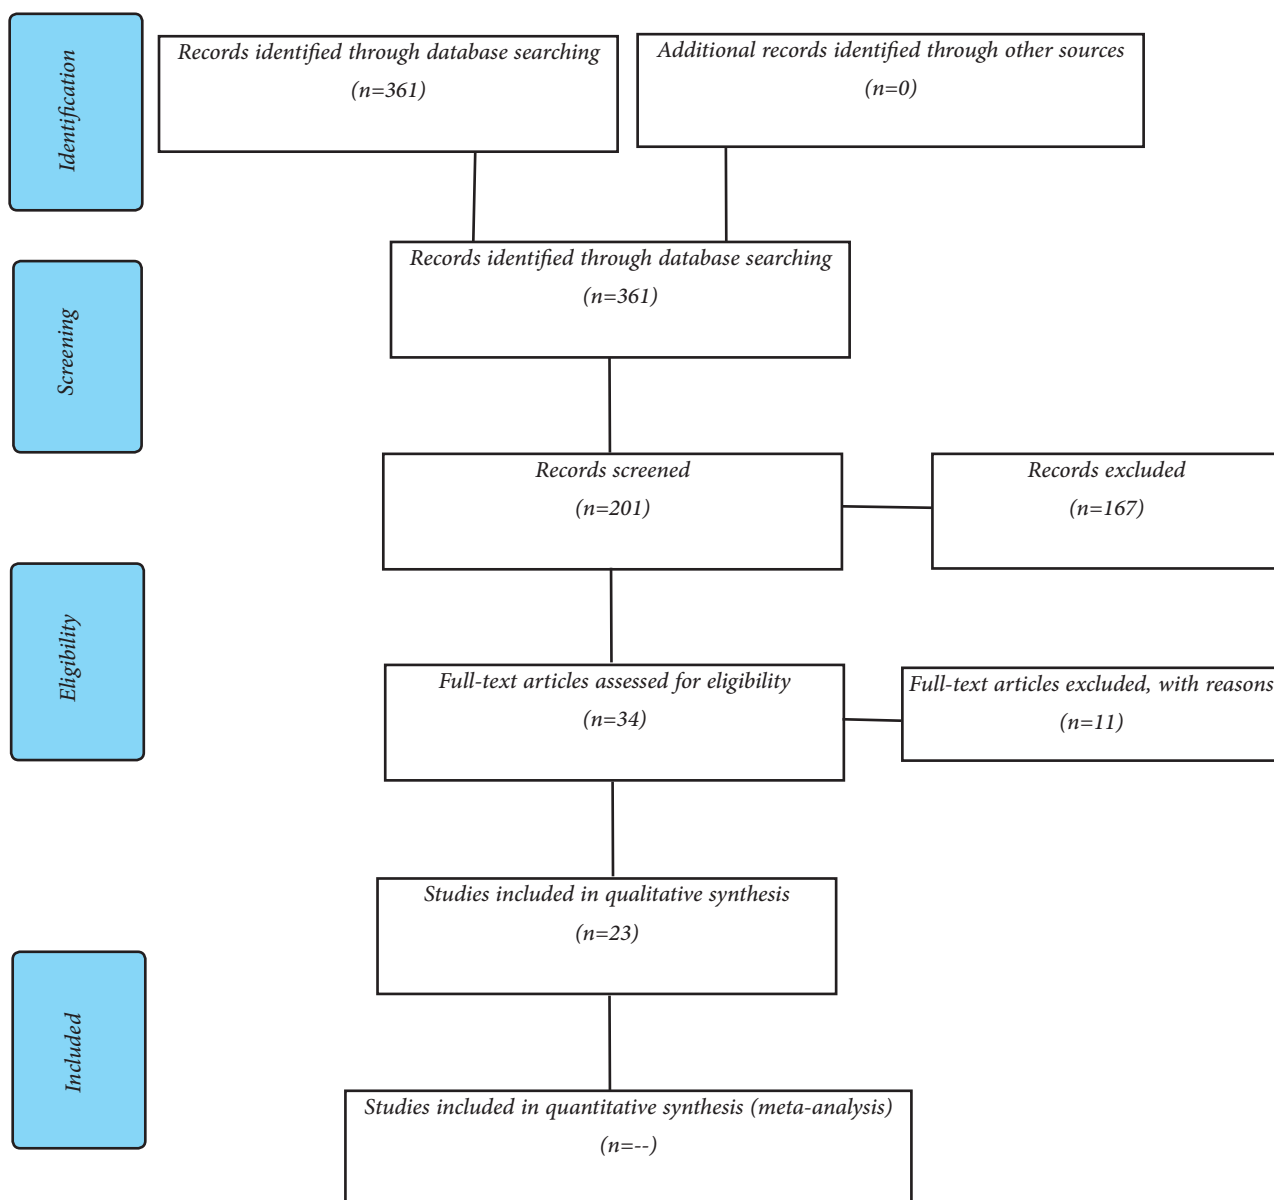 Identification
Records identified through database searching
(n=361)
Additional records identified through other sources
(n=0)
Screening
Records identified through database searching
(n=361)
Records screened
(n=201)
Records excluded
(n=167)
Eligibility
Full-text articles assessed for eligibility
(n=34)
Full-text articles excluded, with reasons
(n=11)
Studies included in qualitative synthesis
(n=23)
Included
Studies included in quantitative synthesis (meta-analysis)
(n=--)